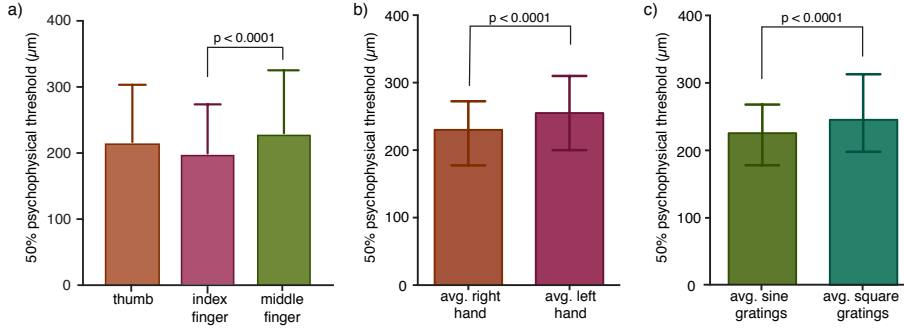 a)
50% psychophysical threshold (µm)
400
300
200
100
0
p < 0.0001
thumb
index
finger
middle
finger
b)
50% psychophysical threshold (µm)
400
300
200
100
0
p < 0.0001
avg. right
hand
avg. left
hand
c)
50% psychophysical threshold (µm)
400
300
200
100
0
p < 0.0001
avg. sine
gratings
avg. square
gratings